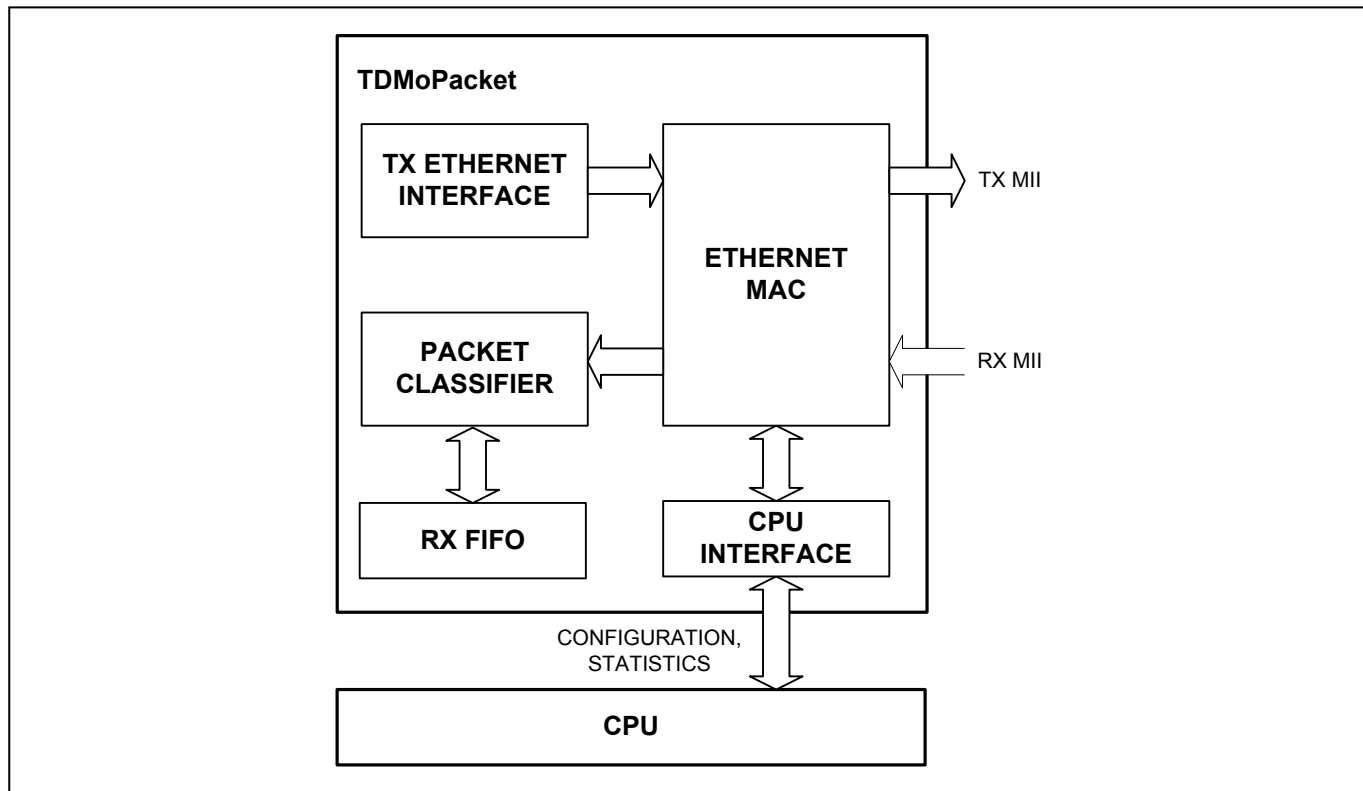 TDMoPacket
TX ETHERNET
INTERFACE
ETHERNET
MAC
TX MII
PACKET
CLASSIFIER
RX MII
RX FIFO
CPU
INTERFACE
CONFIGURATION,
STATISTICS
CPU